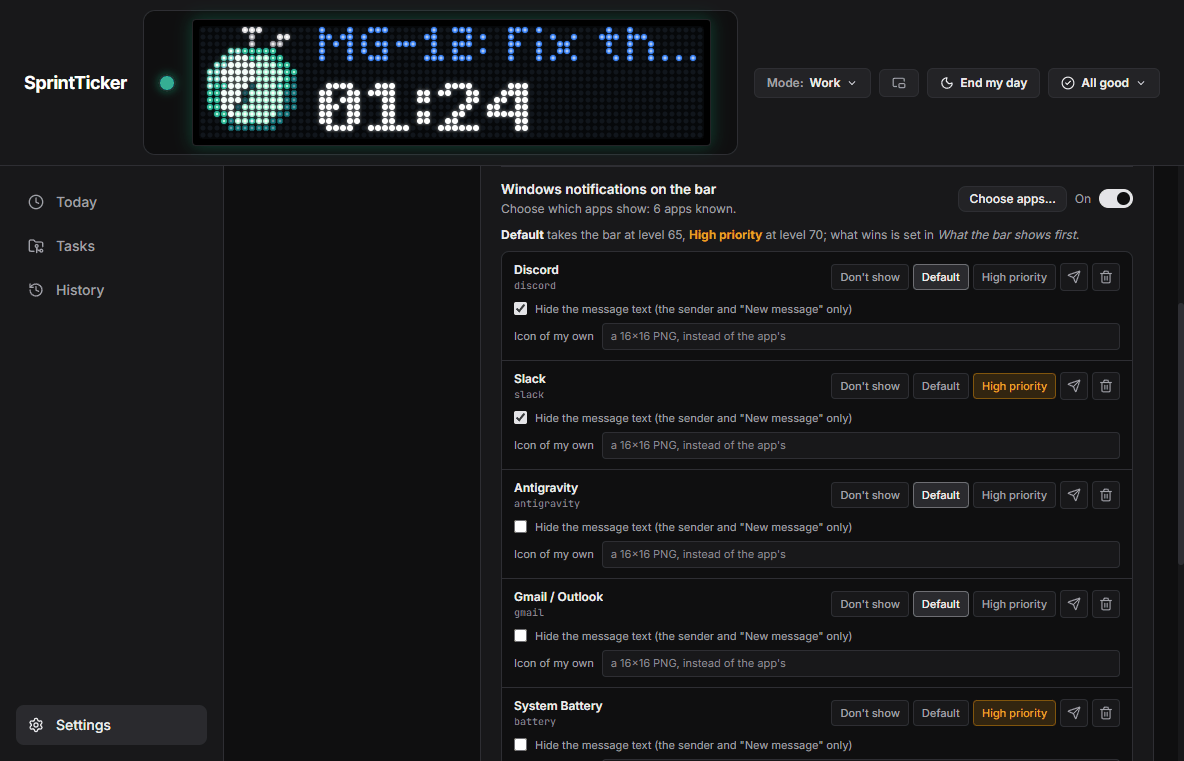 SprintTicker
MG-12: Fix th...
01:24
Mode: Work
End my day
All good
Today
Tasks
History
Settings
Windows notifications on the bar
Choose which apps show: 6 apps known.
Choose apps...
On
Default takes the bar at level 65, High priority at level 70; what wins is set in What the bar shows first.
Discord
discord
Don't show
Default
High priority
Hide the message text (the sender and "New message" only)
Icon of my own
a 16×16 PNG, instead of the app's
Slack
slack
Don't show
Default
High priority
Hide the message text (the sender and "New message" only)
Icon of my own
a 16×16 PNG, instead of the app's
Antigravity
antigravity
Don't show
Default
High priority
Hide the message text (the sender and "New message" only)
Icon of my own
a 16×16 PNG, instead of the app's
Gmail / Outlook
gmail
Don't show
Default
High priority
Hide the message text (the sender and "New message" only)
Icon of my own
a 16×16 PNG, instead of the app's
System Battery
battery
Don't show
Default
High priority
Hide the message text (the sender and "New message" only)